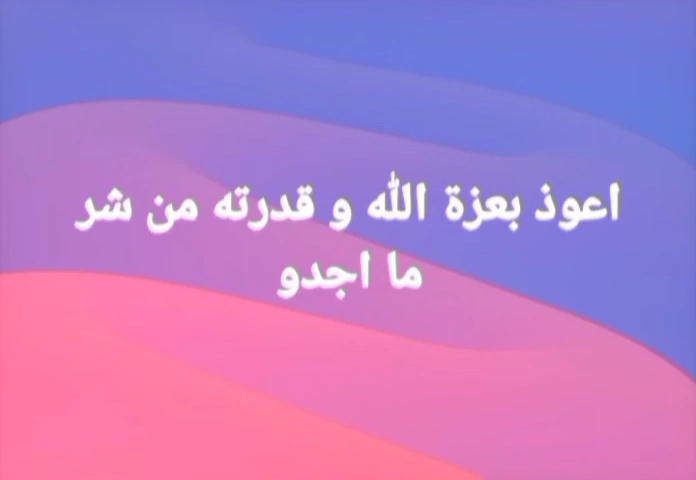 اعوذ بعزة الله و قدرته من شر
ما اجدو